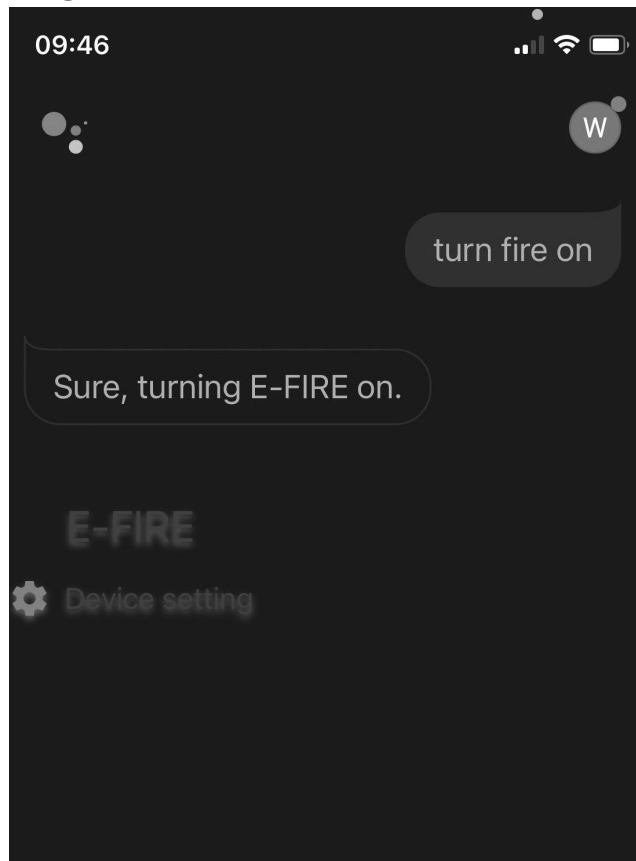 09:46
W
turn fire on
Sure, turning E-FIRE on.
E-FIRE
Device setting